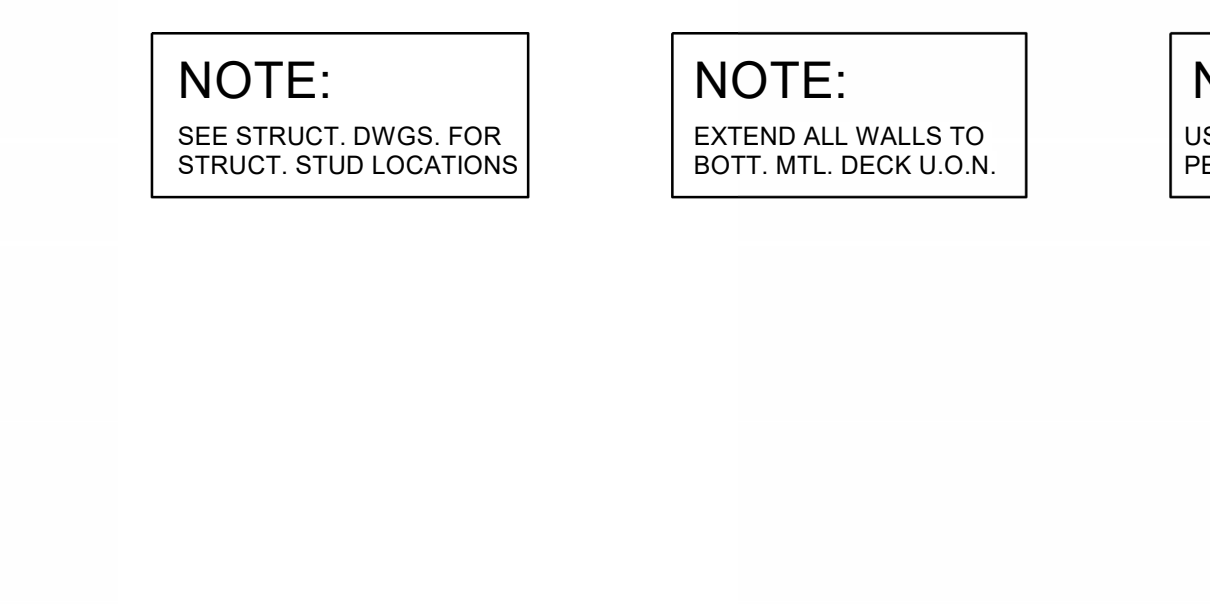 NOTE:
SEE STRUCT. DWGS. FOR
STRUCT. STUD LOCATIONS
NOTE:
EXTEND ALL WALLS TO
BOTT. MTL. DECK U.O.N.